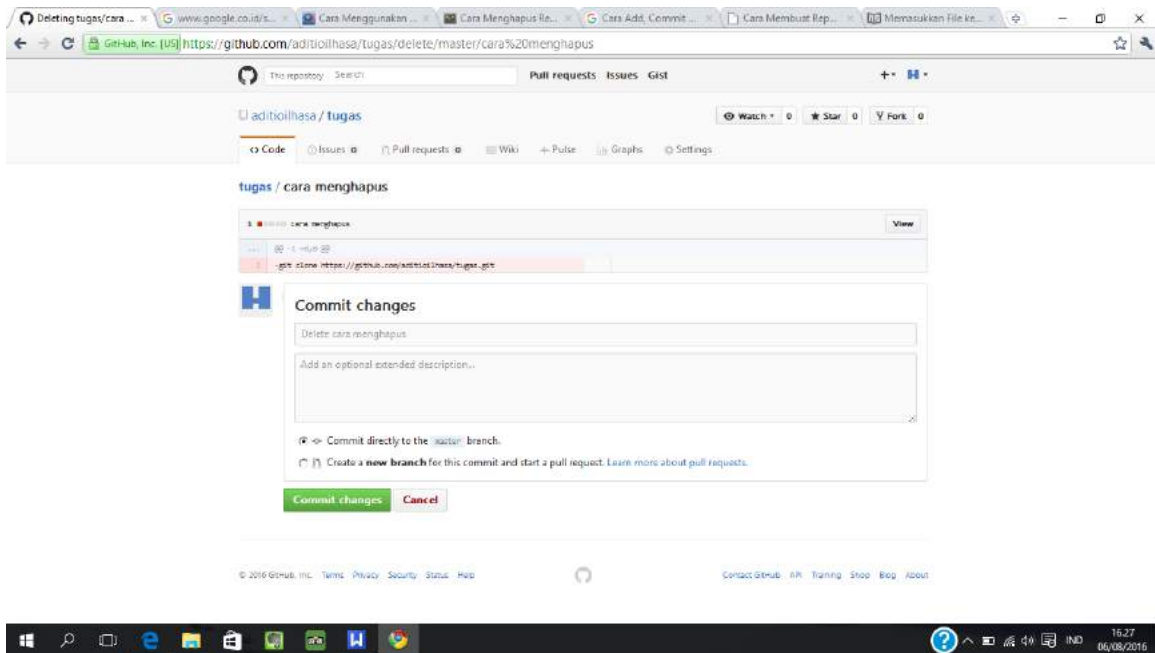 Deleting tugas/cara ... www.google.co.id/s... Cara Menggunakan ... Cara Menghapus Re... Cara Add, Commit ... Cara Membuat Rep... Memasukkan File ke...
GitHub, Inc. [US] https://github.com/aditioilhasa/tugas/delete/master/cara%20menghapus
This repository Search Pull requests Issues Gist
aditioilhasa / tugas Watch 0 Star 0 Fork 0
Code Issues 0 Pull requests 0 Wiki Pulse Graphs Settings
tugas / cara menghapus
1 cara menghapus View
... @@ -1 +0,0 @@
1 -git clone https://github.com/aditioilhasa/tugas.git
Commit changes
Delete cara menghapus
Add an optional extended description...
Commit directly to the master branch.
Create a new branch for this commit and start a pull request. Learn more about pull requests.
Commit changes Cancel
© 2016 GitHub, Inc. Terms Privacy Security Status Help Contact GitHub API Training Shop Blog About
IND 16.27
06/08/2016